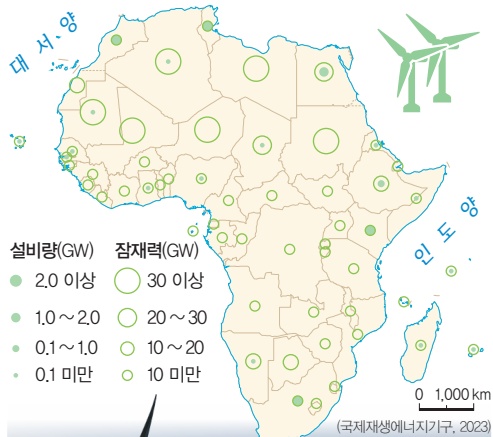 대 서 양
인 도 양
설비량(GW) 잠재력(GW)
2.0 이상 30 이상
1.0 ~ 2.0 20 ~ 30
0.1 ~ 1.0 10 ~ 20
0.1 미만 10 미만
0 1,000 km
(국제재생에너지기구, 2023)